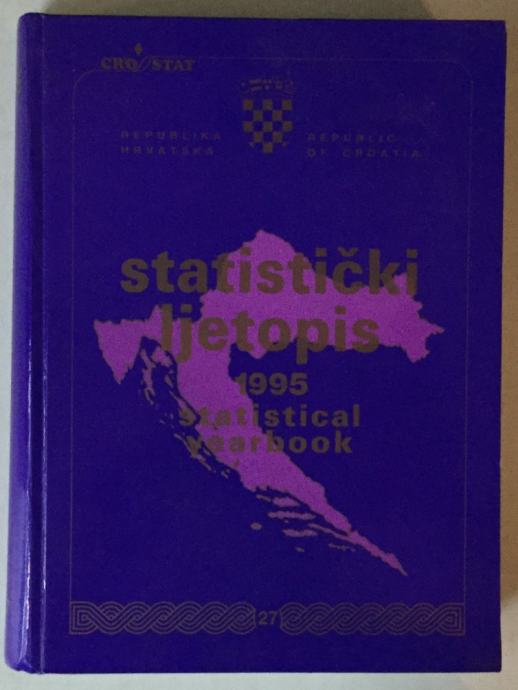 CRO STAT
REPUBLIKA
HRVATSKA
REPUBLIC
OF CROATIA
statistički
ljetopis
1995
statistical
yearbook
27